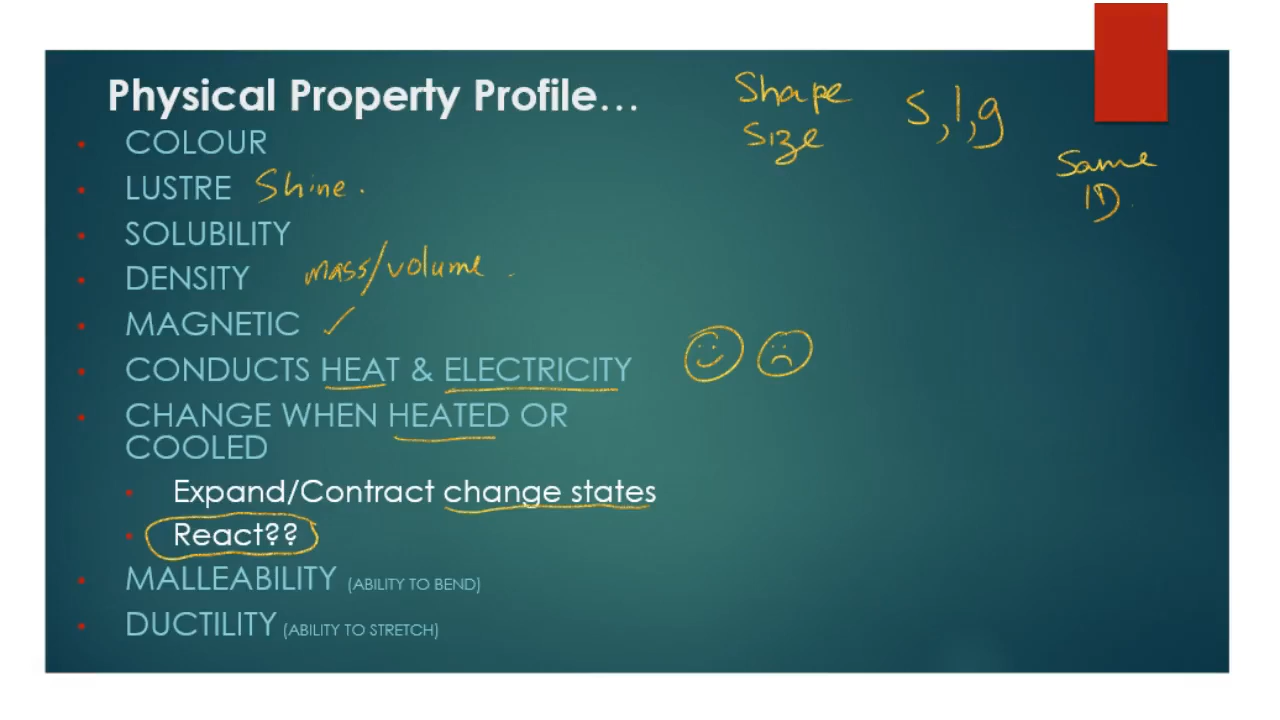 Physical Property Profile...
Shape
Size
s, l, g
Same
ID
• COLOUR
• LUSTRE Shine.
• SOLUBILITY
• DENSITY mass/volume.
• MAGNETIC ✓
• CONDUCTS HEAT & ELECTRICITY
• CHANGE WHEN HEATED OR
COOLED
• Expand/Contract change states
• React??
• MALLEABILITY (ABILITY TO BEND)
• DUCTILITY (ABILITY TO STRETCH)